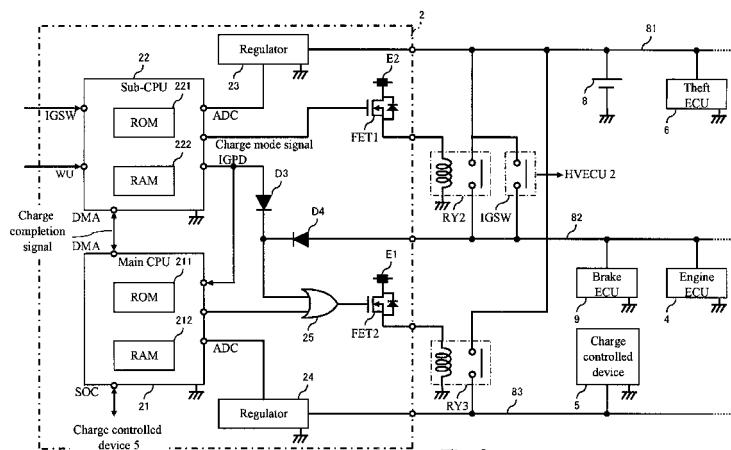 2
Regulator
23
81
22
Sub-CPU
221
ROM
222
RAM
IGSW
WU
ADC
Charge mode signal
IGPD
DMA
E2
FET1
8
Theft
ECU
6
RY2
IGSW
HVECU 2
D3
D4
82
Charge
completion
signal
DMA
Main CPU
211
ROM
212
RAM
ADC
SOC
21
Charge controlled
device 5
25
E1
FET2
Brake
ECU
9
Engine
ECU
4
Charge
controlled
device
5
24
Regulator
RY3
83